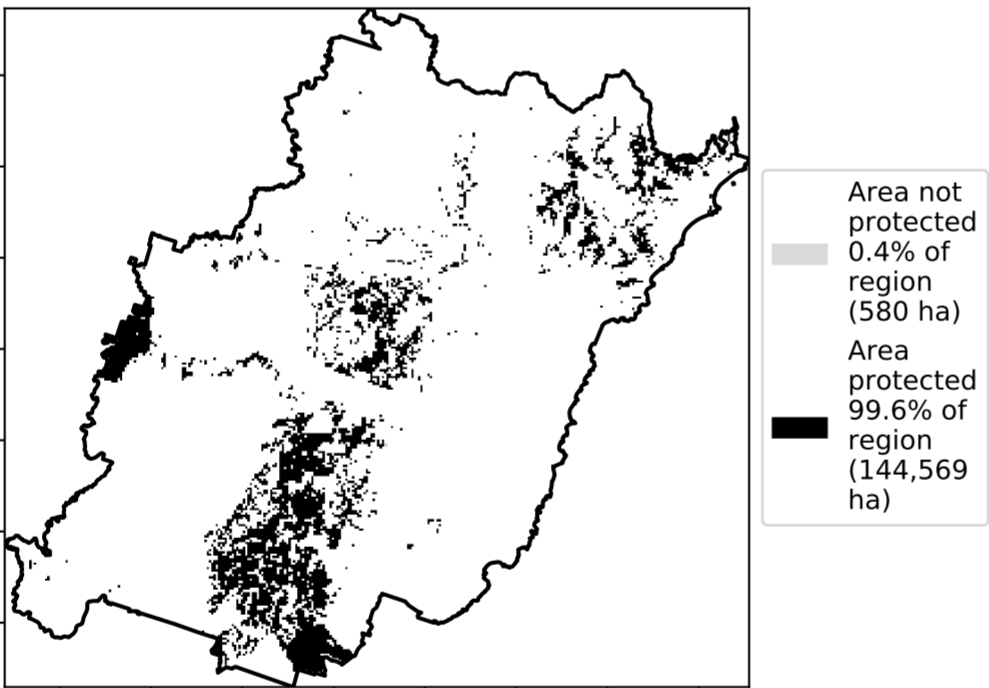 Area not
protected
0.4% of
region
(580 ha)
Area
protected
99.6% of
region
(144,569
ha)